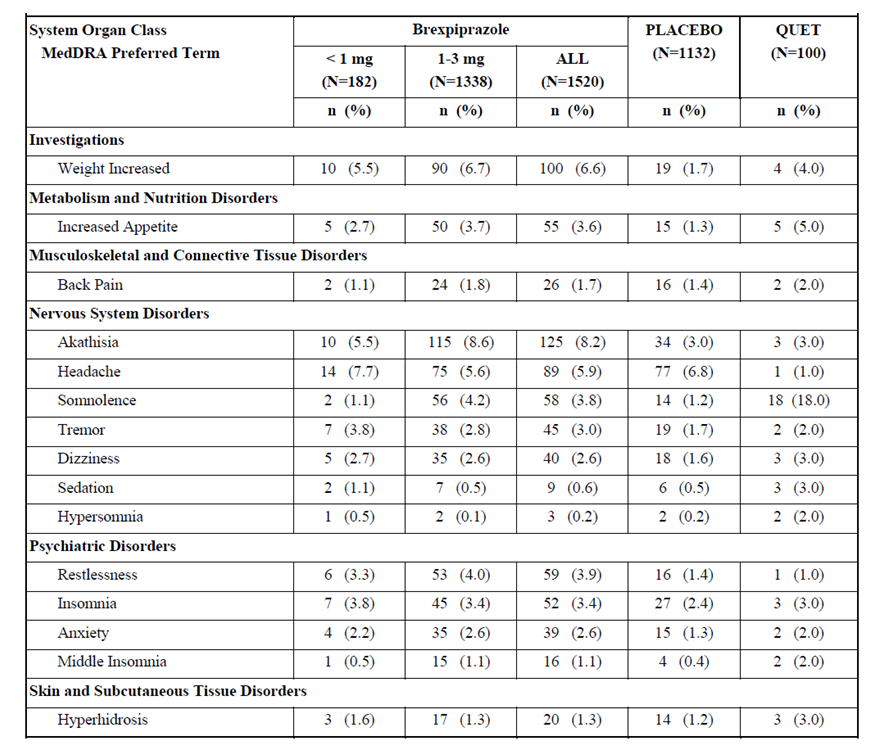 System Organ Class Brexpiprazole PLACEBO QUET
MedDRA Preferred Term < 1 mg 1-3 mg ALL (N=1132) (N=100)
(N=182) (N=1338) (N=1520)
n (%) n (%) n (%) n (%) n (%)
Investigations
Weight Increased 10 (5.5) 90 (6.7) 100 (6.6) 19 (1.7) 4 (4.0)
Metabolism and Nutrition Disorders
Increased Appetite 5 (2.7) 50 (3.7) 55 (3.6) 15 (1.3) 5 (5.0)
Musculoskeletal and Connective Tissue Disorders
Back Pain 2 (1.1) 24 (1.8) 26 (1.7) 16 (1.4) 2 (2.0)
Nervous System Disorders
Akathisia 10 (5.5) 115 (8.6) 125 (8.2) 34 (3.0) 3 (3.0)
Headache 14 (7.7) 75 (5.6) 89 (5.9) 77 (6.8) 1 (1.0)
Somnolence 2 (1.1) 56 (4.2) 58 (3.8) 14 (1.2) 18 (18.0)
Tremor 7 (3.8) 38 (2.8) 45 (3.0) 19 (1.7) 2 (2.0)
Dizziness 5 (2.7) 35 (2.6) 40 (2.6) 18 (1.6) 3 (3.0)
Sedation 2 (1.1) 7 (0.5) 9 (0.6) 6 (0.5) 3 (3.0)
Hypersomnia 1 (0.5) 2 (0.1) 3 (0.2) 2 (0.2) 2 (2.0)
Psychiatric Disorders
Restlessness 6 (3.3) 53 (4.0) 59 (3.9) 16 (1.4) 1 (1.0)
Insomnia 7 (3.8) 45 (3.4) 52 (3.4) 27 (2.4) 3 (3.0)
Anxiety 4 (2.2) 35 (2.6) 39 (2.6) 15 (1.3) 2 (2.0)
Middle Insomnia 1 (0.5) 15 (1.1) 16 (1.1) 4 (0.4) 2 (2.0)
Skin and Subcutaneous Tissue Disorders
Hyperhidrosis 3 (1.6) 17 (1.3) 20 (1.3) 14 (1.2) 3 (3.0)